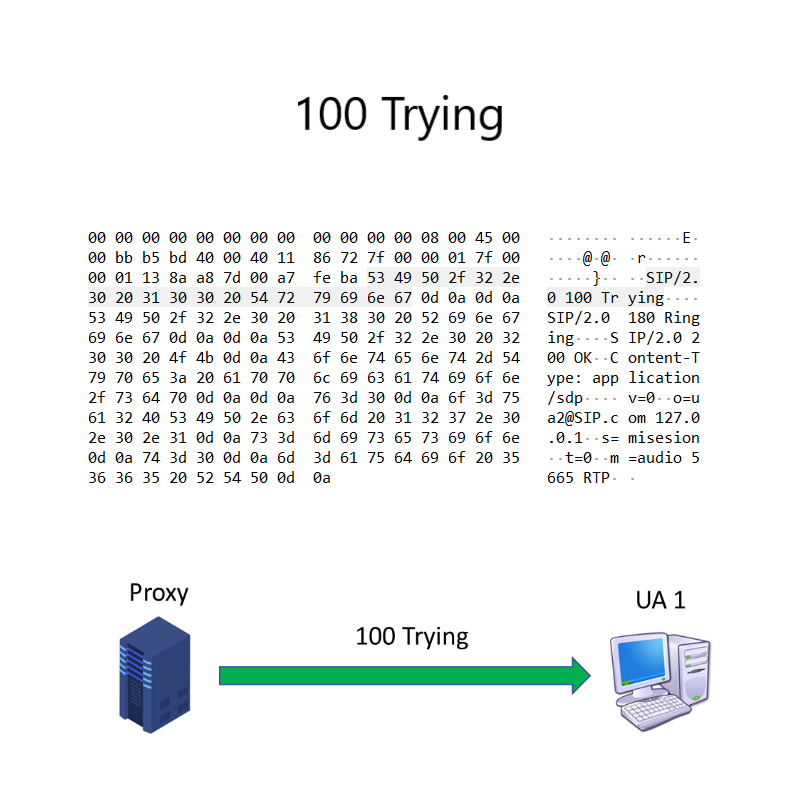 100 Trying
00 00 00 00 00 00 00 00 00 00 00 00 08 00 45 00 ········ ······E·
00 bb b5 bd 40 00 40 11 86 72 7f 00 00 01 7f 00 ····@·@· ·r······
00 01 13 8a a8 7d 00 a7 fe ba 53 49 50 2f 32 2e ·····}·· ··SIP/2.
30 20 31 30 30 20 54 72 79 69 6e 67 0d 0a 0d 0a 0 100 Tr ying····
53 49 50 2f 32 2e 30 20 31 38 30 20 52 69 6e 67 SIP/2.0 180 Ring
69 6e 67 0d 0a 0d 0a 53 49 50 2f 32 2e 30 20 32 ing····S IP/2.0 2
30 30 20 4f 4b 0d 0a 43 6f 6e 74 65 6e 74 2d 54 00 OK··C ontent-T
79 70 65 3a 20 61 70 70 6c 69 63 61 74 69 6f 6e ype: app lication
2f 73 64 70 0d 0a 0d 0a 76 3d 30 0d 0a 6f 3d 75 /sdp···· v=0··o=u
61 32 40 53 49 50 2e 63 6f 6d 20 31 32 37 2e 30 a2@SIP.c om 127.0
2e 30 2e 31 0d 0a 73 3d 6d 69 73 65 73 69 6f 6e .0.1··s= misesion
0d 0a 74 3d 30 0d 0a 6d 3d 61 75 64 69 6f 20 35 ··t=0··m =audio 5
36 36 35 20 52 54 50 0d 0a 665 RTP· ·
Proxy
UA 1
100 Trying